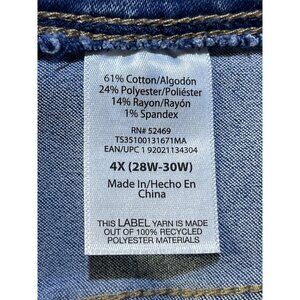 61% Cotton/Algodón
24% Polyester/Poliéster
14% Rayon/Rayón
1% Spandex
RN# 52469
TS35100131671MA
EAN/UPC 1 92021134304
4X (28W-30W)
Made In/Hecho En
China
THIS LABEL YARN IS MADE
OUT OF 100% RECYCLED
POLYESTER MATERIALS